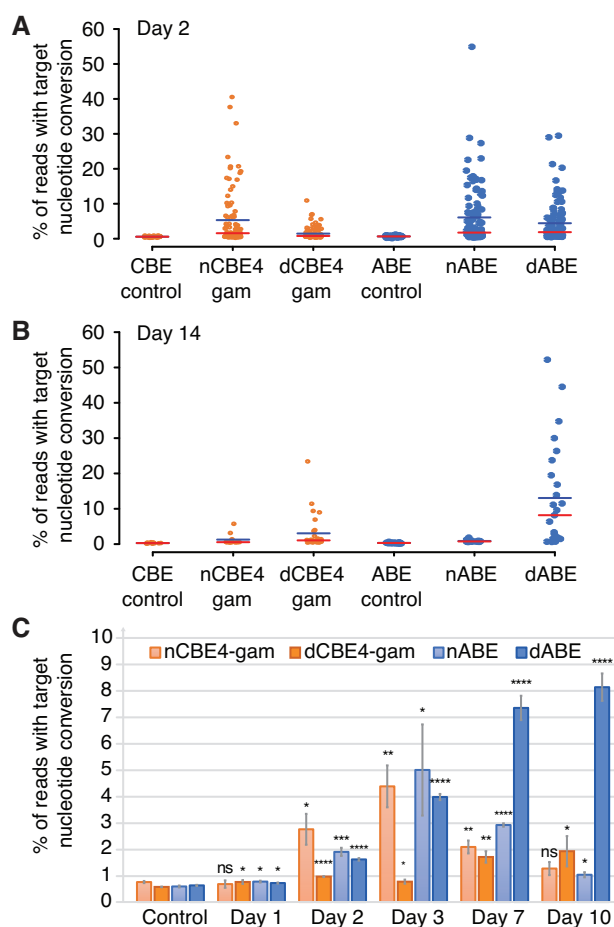 A
Day 2
% of reads with target
nucleotide conversion
60
50
40
30
20
10
0
CBE control
nCBE4 gam
dCBE4 gam
ABE control
nABE
dABE
B
Day 14
% of reads with target
nucleotide conversion
60
50
40
30
20
10
0
CBE control
nCBE4 gam
dCBE4 gam
ABE control
nABE
dABE
C
% of reads with target
nucleotide conversion
10
9
8
7
6
5
4
3
2
1
0
nCBE4-gam dCBE4-gam nABE dABE
ns * * *
* **** *** ****
** * * ****
** ** **** ****
ns * * ****
Control Day 1 Day 2 Day 3 Day 7 Day 10